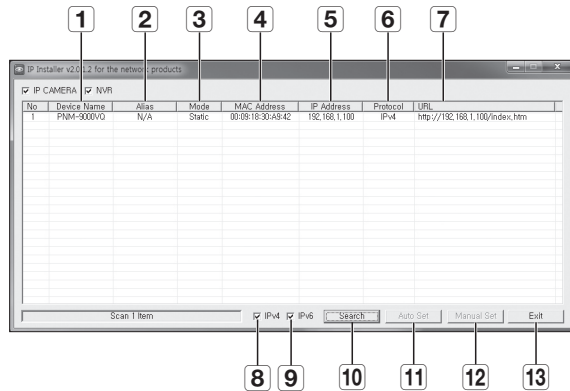 1 2 3 4 5 6 7
IP Installer v2.0.1.2 for the network products
IP CAMERA NVR
No Device Name Alias Mode MAC Address IP Address Protocol URL
1 PNM-9000VQ N/A Static 00:09:18:30:A9:42 192,168,1,100 IPv4 http://192,168,1,100/index,htm
Scan 1 Item IPv4 IPv6 Search Auto Set Manual Set Exit
8 9 10 11 12 13